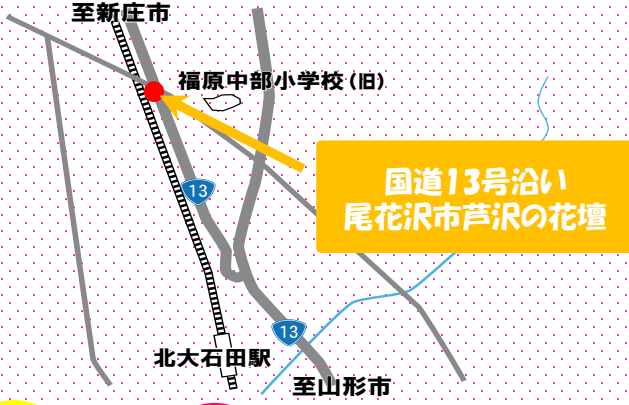 至新庄市
福原中部小学校(旧)
国道13号沿い
尾花沢市芦沢の花壇
13
13
北大石田駅
至山形市